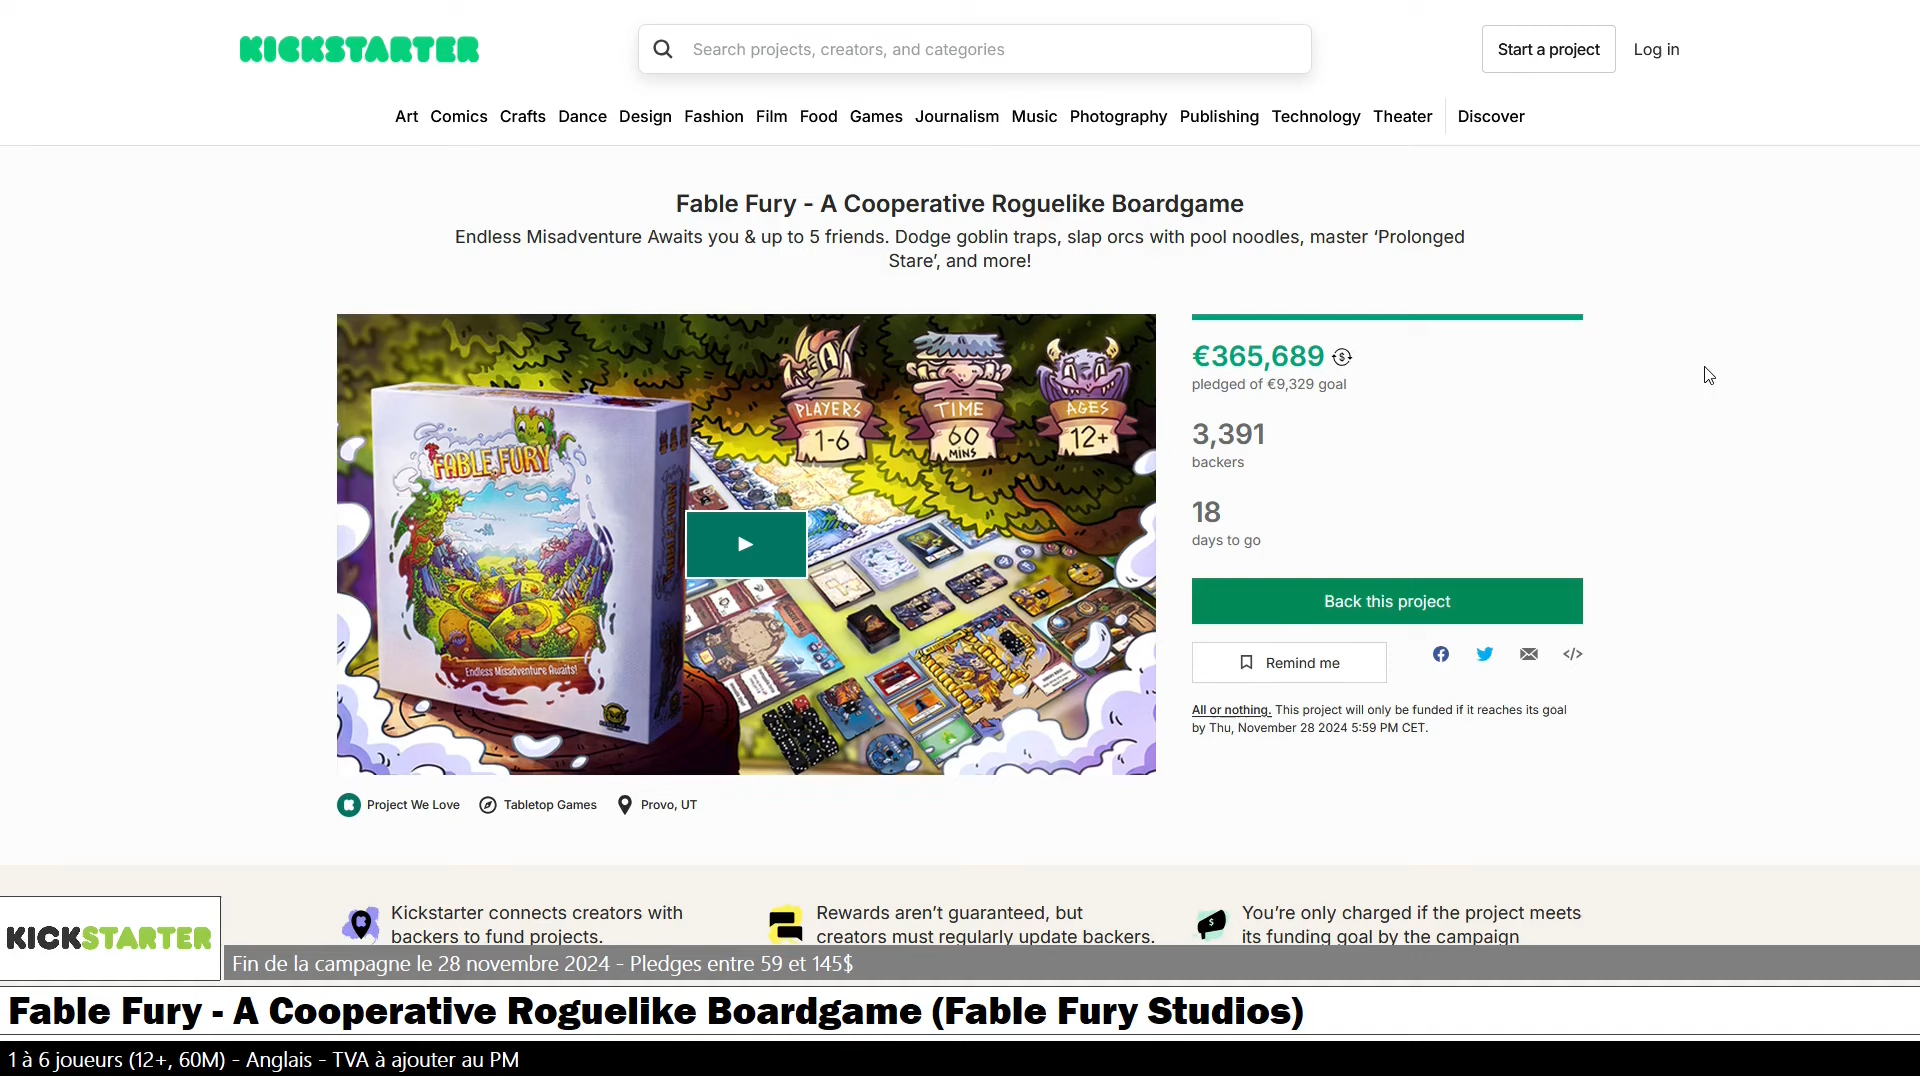 KICKSTARTER
Search projects, creators, and categories
Start a project
Log in
Art Comics Crafts Dance Design Fashion Film Food Games Journalism Music Photography Publishing Technology Theater Discover
Fable Fury - A Cooperative Roguelike Boardgame
Endless Misadventure Awaits you & up to 5 friends. Dodge goblin traps, slap orcs with pool noodles, master ‘Prolonged
Stare’, and more!
FABLE FURY
Endless Misadventure Awaits!
PLAYERS
1-6
TIME
60
MINS
AGES
12+
€365,689
pledged of €9,329 goal
3,391
backers
18
days to go
Back this project
Remind me
All or nothing. This project will only be funded if it reaches its goal
by Thu, November 28 2024 5:59 PM CET.
Project We Love
Tabletop Games
Provo, UT
Kickstarter connects creators with
backers to fund projects.
Rewards aren’t guaranteed, but
creators must regularly update backers.
You’re only charged if the project meets
its funding goal by the campaign
KICKSTARTER
Fin de la campagne le 28 novembre 2024 - Pledges entre 59 et 145$
Fable Fury - A Cooperative Roguelike Boardgame (Fable Fury Studios)
1 à 6 joueurs (12+, 60M) - Anglais - TVA à ajouter au PM